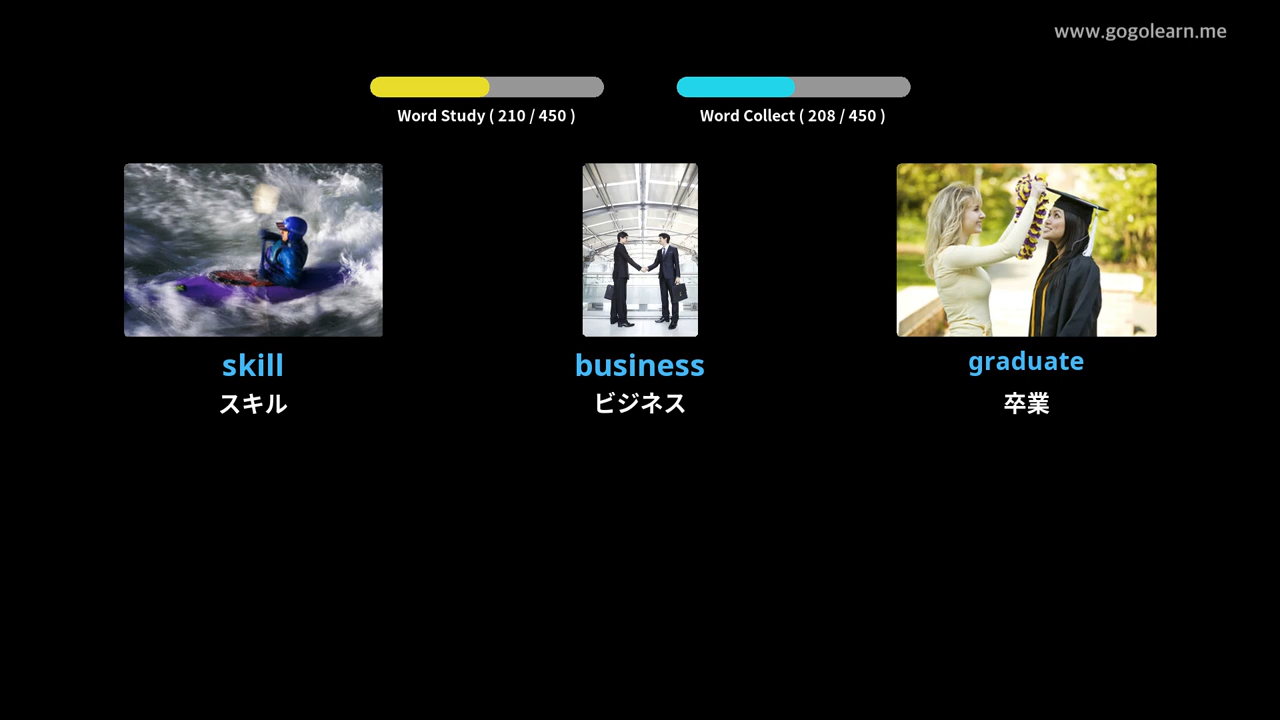 www.gogolearn.me
Word Study ( 210 / 450 )
Word Collect ( 208 / 450 )
skill
スキル
business
ビジネス
graduate
卒業